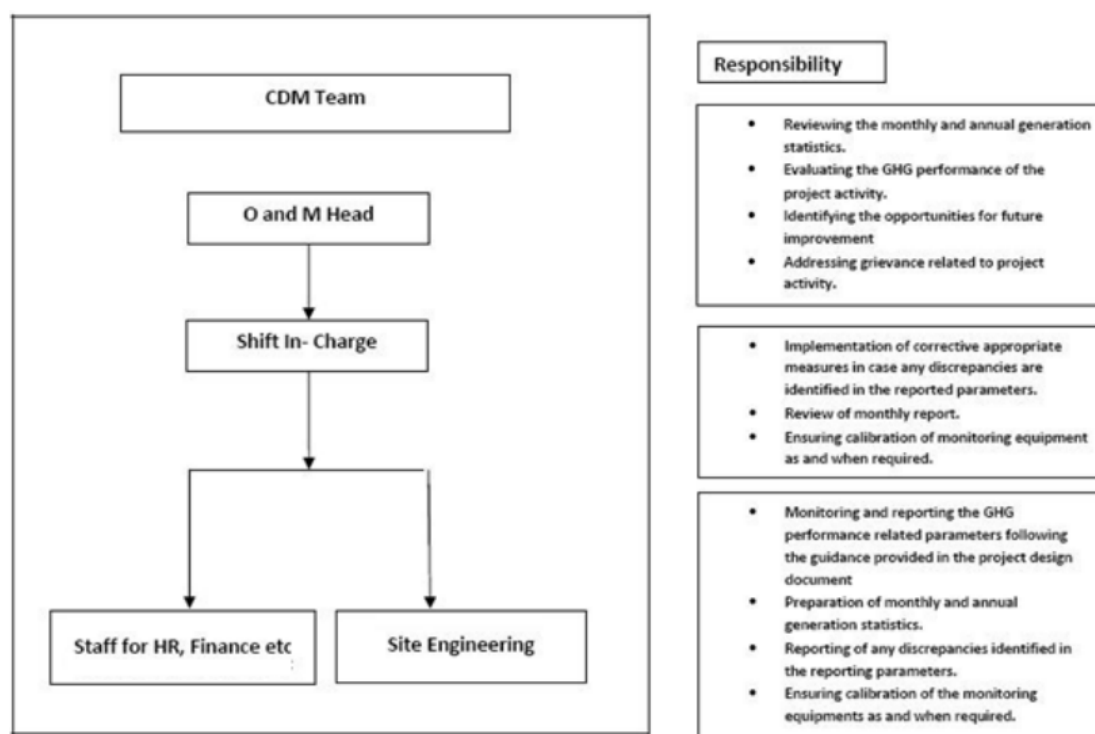 CDM Team
O and M Head
Shift In- Charge
Staff for HR, Finance etc
Site Engineering
Responsibility
• Reviewing the monthly and annual generation
statistics.
• Evaluating the GHG performance of the
project activity.
• Identifying the opportunities for future
improvement
• Addressing grievance related to project
activity.
• Implementation of corrective appropriate
measures in case any discrepancies are
identified in the reported parameters.
• Review of monthly report.
• Ensuring calibration of monitoring equipment
as and when required.
• Monitoring and reporting the GHG
performance related parameters following
the guidance provided in the project design
document
• Preparation of monthly and annual
generation statistics.
• Reporting of any discrepancies identified in
the reporting parameters.
• Ensuring calibration of the monitoring
equipments as and when required.